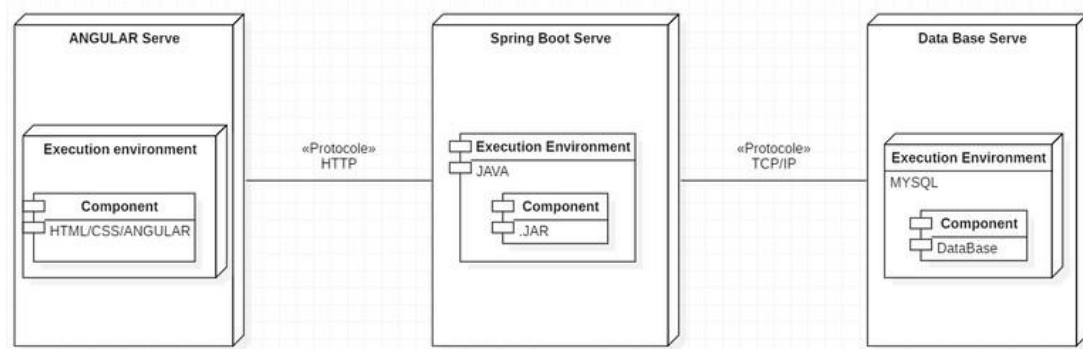 ANGULAR Serve
Execution environment
Component
HTML/CSS/ANGULAR
«Protocole»
HTTP
Spring Boot Serve
Execution Environment
JAVA
Component
.JAR
«Protocole»
TCP/IP
Data Base Serve
Execution Environment
MYSQL
Component
DataBase